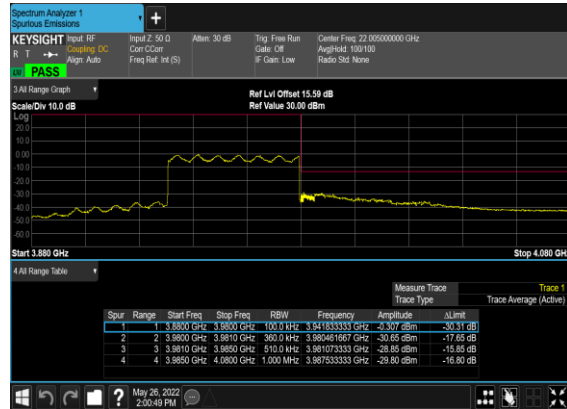 Spectrum Analyzer 1
Spurious Emissions
+
KEYSIGHT Input: RF Input Z: 50 Ω Atten: 30 dB Trig: Free Run Center Freq: 22.005000000 GHz
R T Coupling: DC Corr CCorr Gate: Off Avg|Hold: 100/100
Align: Auto Freq Ref: Int (S) IF Gain: Low Radio Std: None
PASS
3 All Range Graph
Ref Lvl Offset 15.59 dB
Scale/Div 10.0 dB Ref Value 30.00 dBm
Log
20.0
10.0
0.00
-10.0
-20.0
-30.0
-40.0
-50.0
-60.0
Start 3.880 GHz Stop 4.080 GH
4 All Range Table
Measure Trace Trace 1
Trace Type Trace Average (Active)
Spur Range Start Freq Stop Freq RBW Frequency Amplitude ΔLimit
1 1 3.8800 GHz 3.9800 GHz 100.0 kHz 3.941833333 GHz -0.307 dBm -30.31 dB
2 2 3.9800 GHz 3.9810 GHz 360.0 kHz 3.980461667 GHz -30.65 dBm -17.65 dB
3 3 3.9810 GHz 3.9850 GHz 510.0 kHz 3.981073333 GHz -28.85 dBm -15.85 dB
4 4 3.9850 GHz 4.0800 GHz 1.000 MHz 3.987533333 GHz -29.80 dBm -16.80 dB
? May 26, 2022
2:00:49 PM